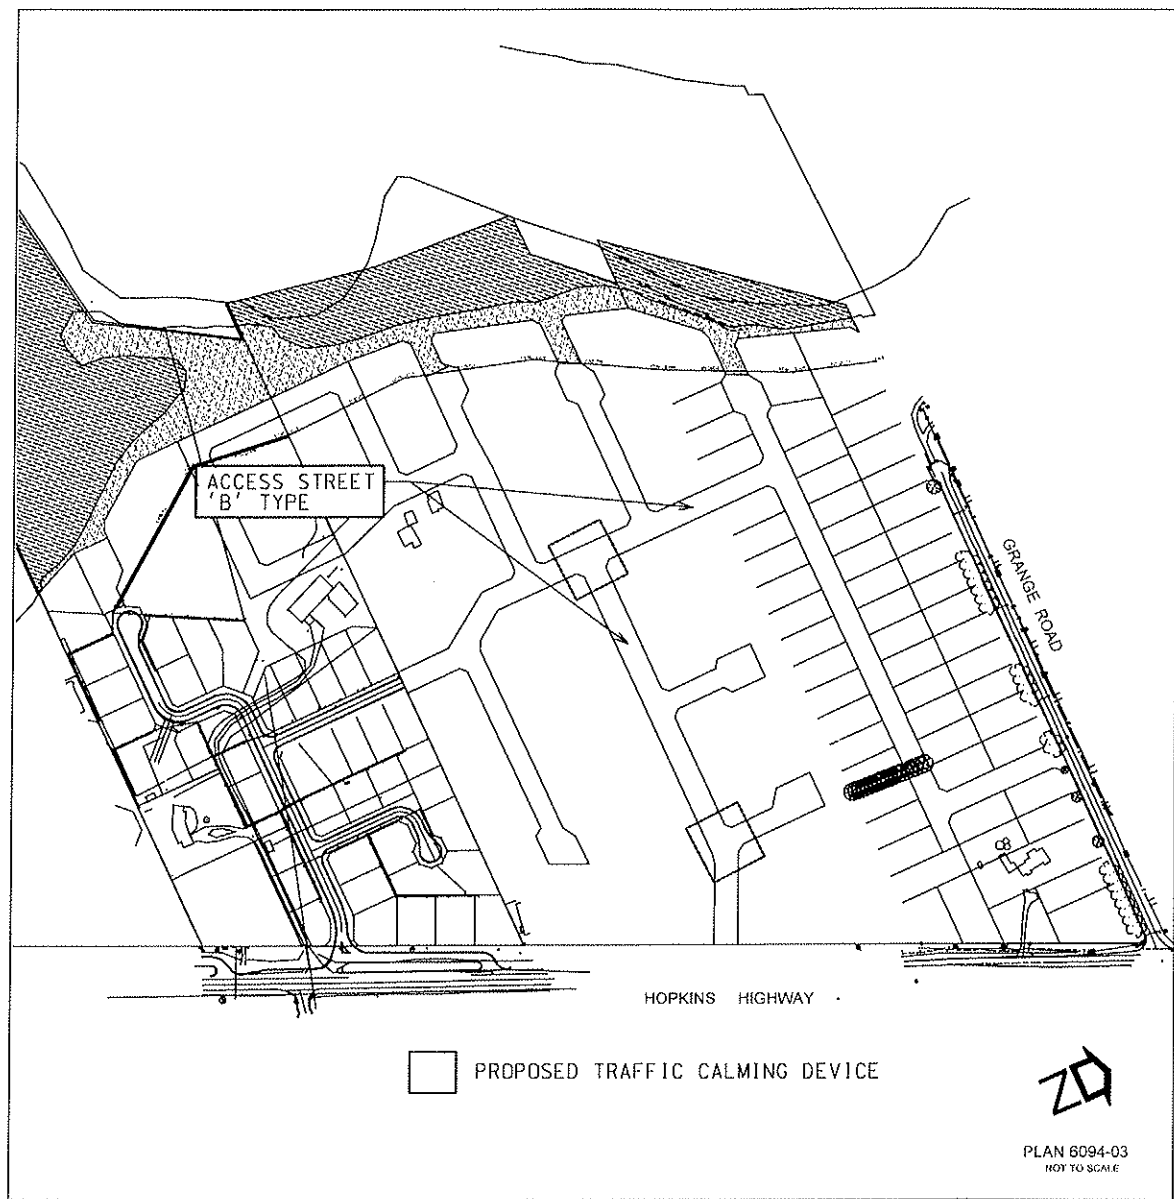 ACCESS STREET
'B' TYPE
GRANGE ROAD
HOPKINS HIGHWAY
PROPOSED TRAFFIC CALMING DEVICE
Z
PLAN 6094-03
NOT TO SCALE